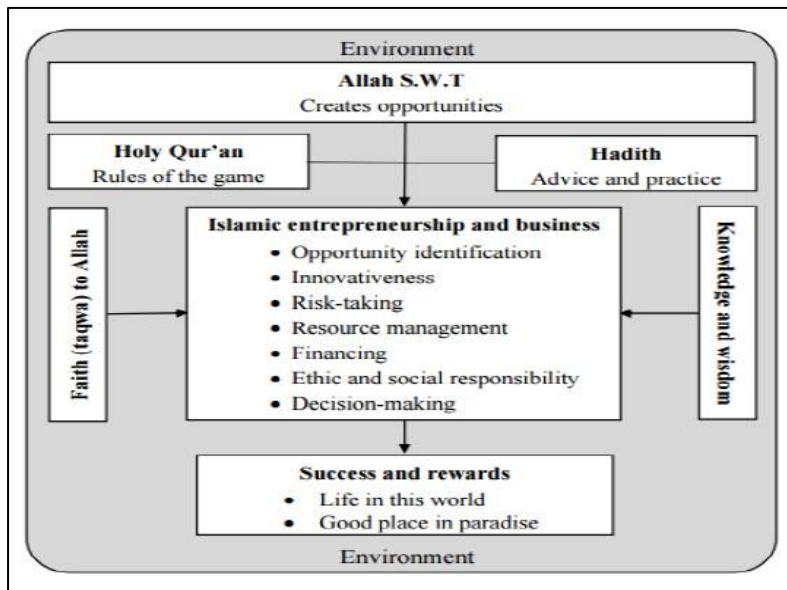 Environment
Allah S.W.T
Creates opportunities
Holy Qur'an
Rules of the game
Hadith
Advice and practice
Faith (taqwa) to Allah
Islamic entrepreneurship and business
• Opportunity identification
• Innovativeness
• Risk-taking
• Resource management
• Financing
• Ethic and social responsibility
• Decision-making
Knowledge and wisdom
Success and rewards
• Life in this world
• Good place in paradise
Environment